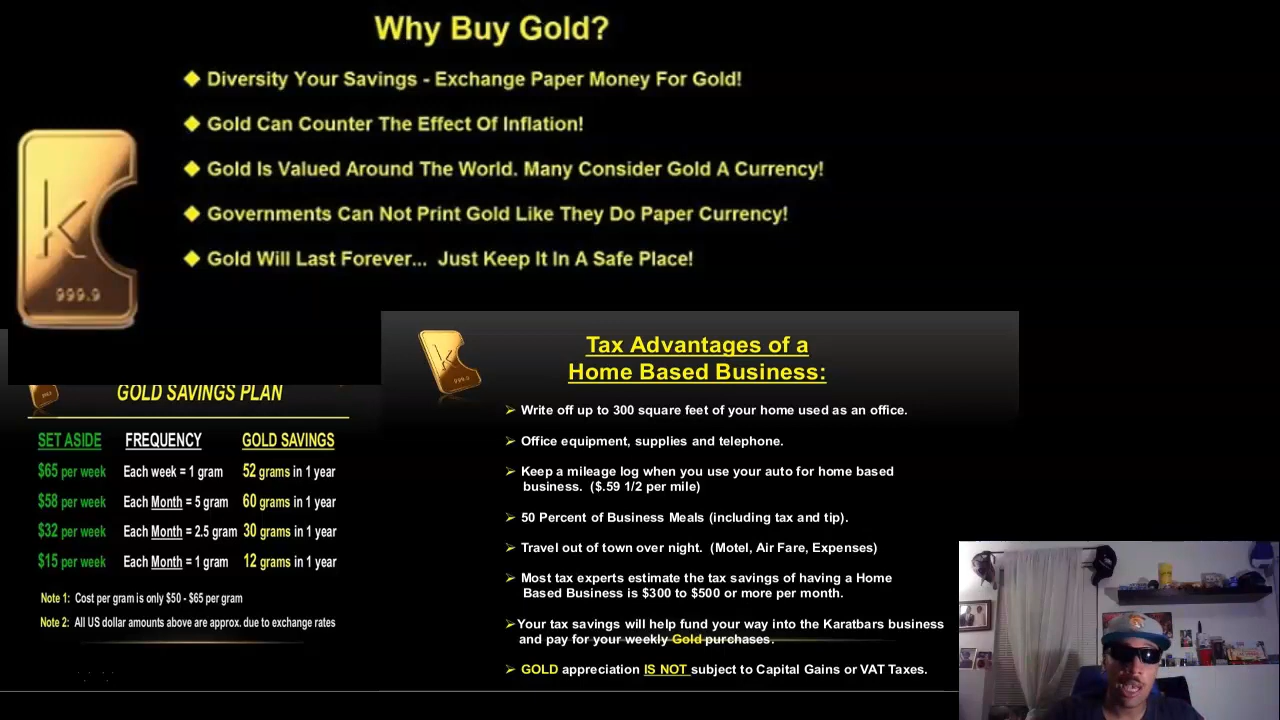 Why Buy Gold?
◆ Diversity Your Savings - Exchange Paper Money For Gold!
◆ Gold Can Counter The Effect Of Inflation!
◆ Gold Is Valued Around The World. Many Consider Gold A Currency!
◆ Governments Can Not Print Gold Like They Do Paper Currency!
◆ Gold Will Last Forever... Just Keep It In A Safe Place!
k
999.9
GOLD SAVINGS PLAN
SET ASIDE FREQUENCY GOLD SAVINGS
$65 per week Each week = 1 gram 52 grams in 1 year
$58 per week Each Month = 5 gram 60 grams in 1 year
$32 per week Each Month = 2.5 gram 30 grams in 1 year
$15 per week Each Month = 1 gram 12 grams in 1 year
Note 1: Cost per gram is only $50 - $65 per gram
Note 2: All US dollar amounts above are approx. due to exchange rates
k
999.9
Tax Advantages of a
Home Based Business:
➢ Write off up to 300 square feet of your home used as an office.
➢ Office equipment, supplies and telephone.
➢ Keep a mileage log when you use your auto for home based
business. ($.59 1/2 per mile)
➢ 50 Percent of Business Meals (including tax and tip).
➢ Travel out of town over night. (Motel, Air Fare, Expenses)
➢ Most tax experts estimate the tax savings of having a Home
Based Business is $300 to $500 or more per month.
➢Your tax savings will help fund your way into the Karatbars business
and pay for your weekly Gold purchases.
➢ GOLD appreciation IS NOT subject to Capital Gains or VAT Taxes.